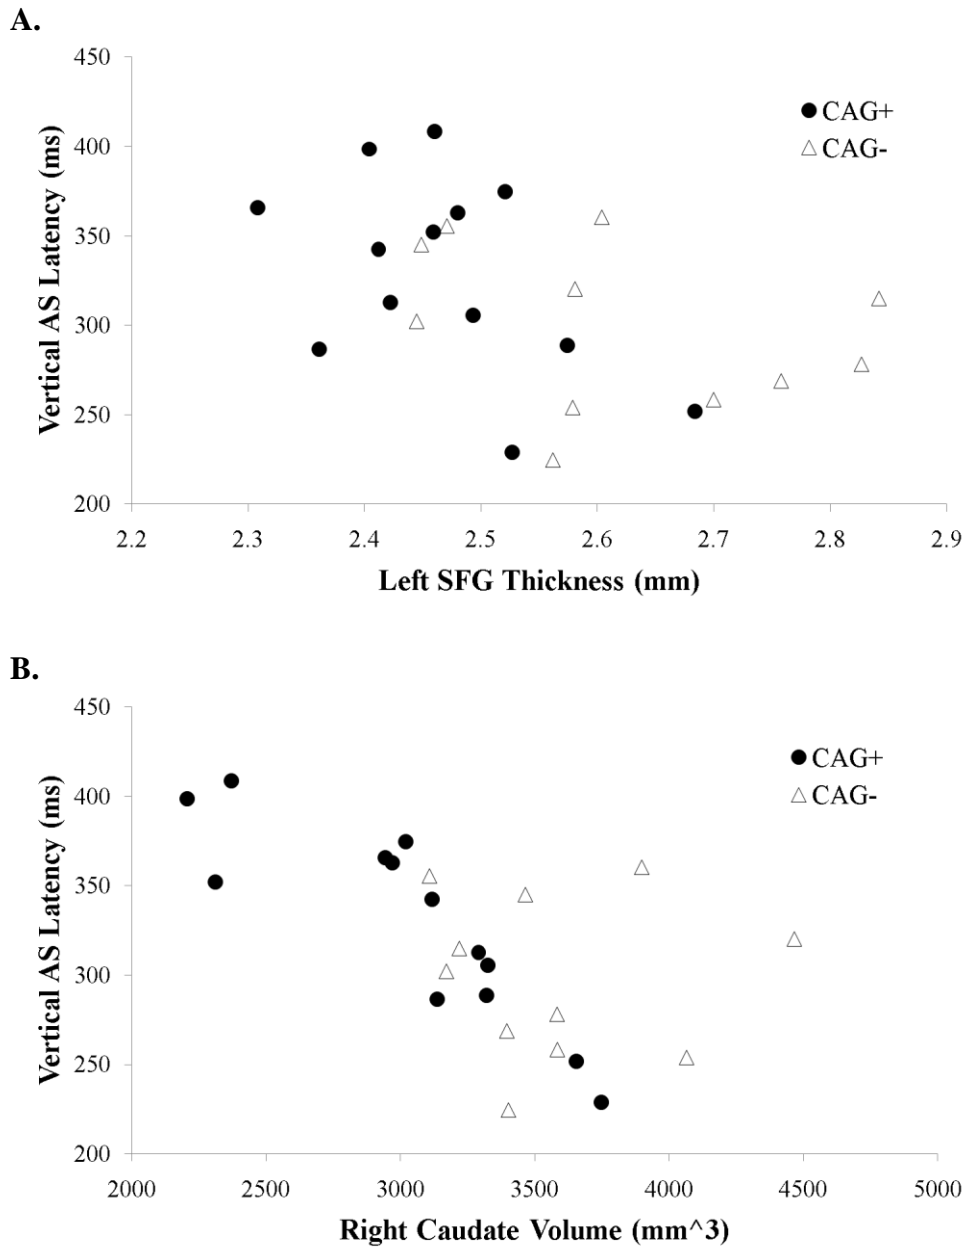 A.
450
400
350
300
250
200
Vertical AS Latency (ms)
CAG+
CAG-
2.2 2.3 2.4 2.5 2.6 2.7 2.8 2.9
Left SFG Thickness (mm)
B.
450
400
350
300
250
200
Vertical AS Latency (ms)
CAG+
CAG-
2000 2500 3000 3500 4000 4500 5000
Right Caudate Volume (mm^3)